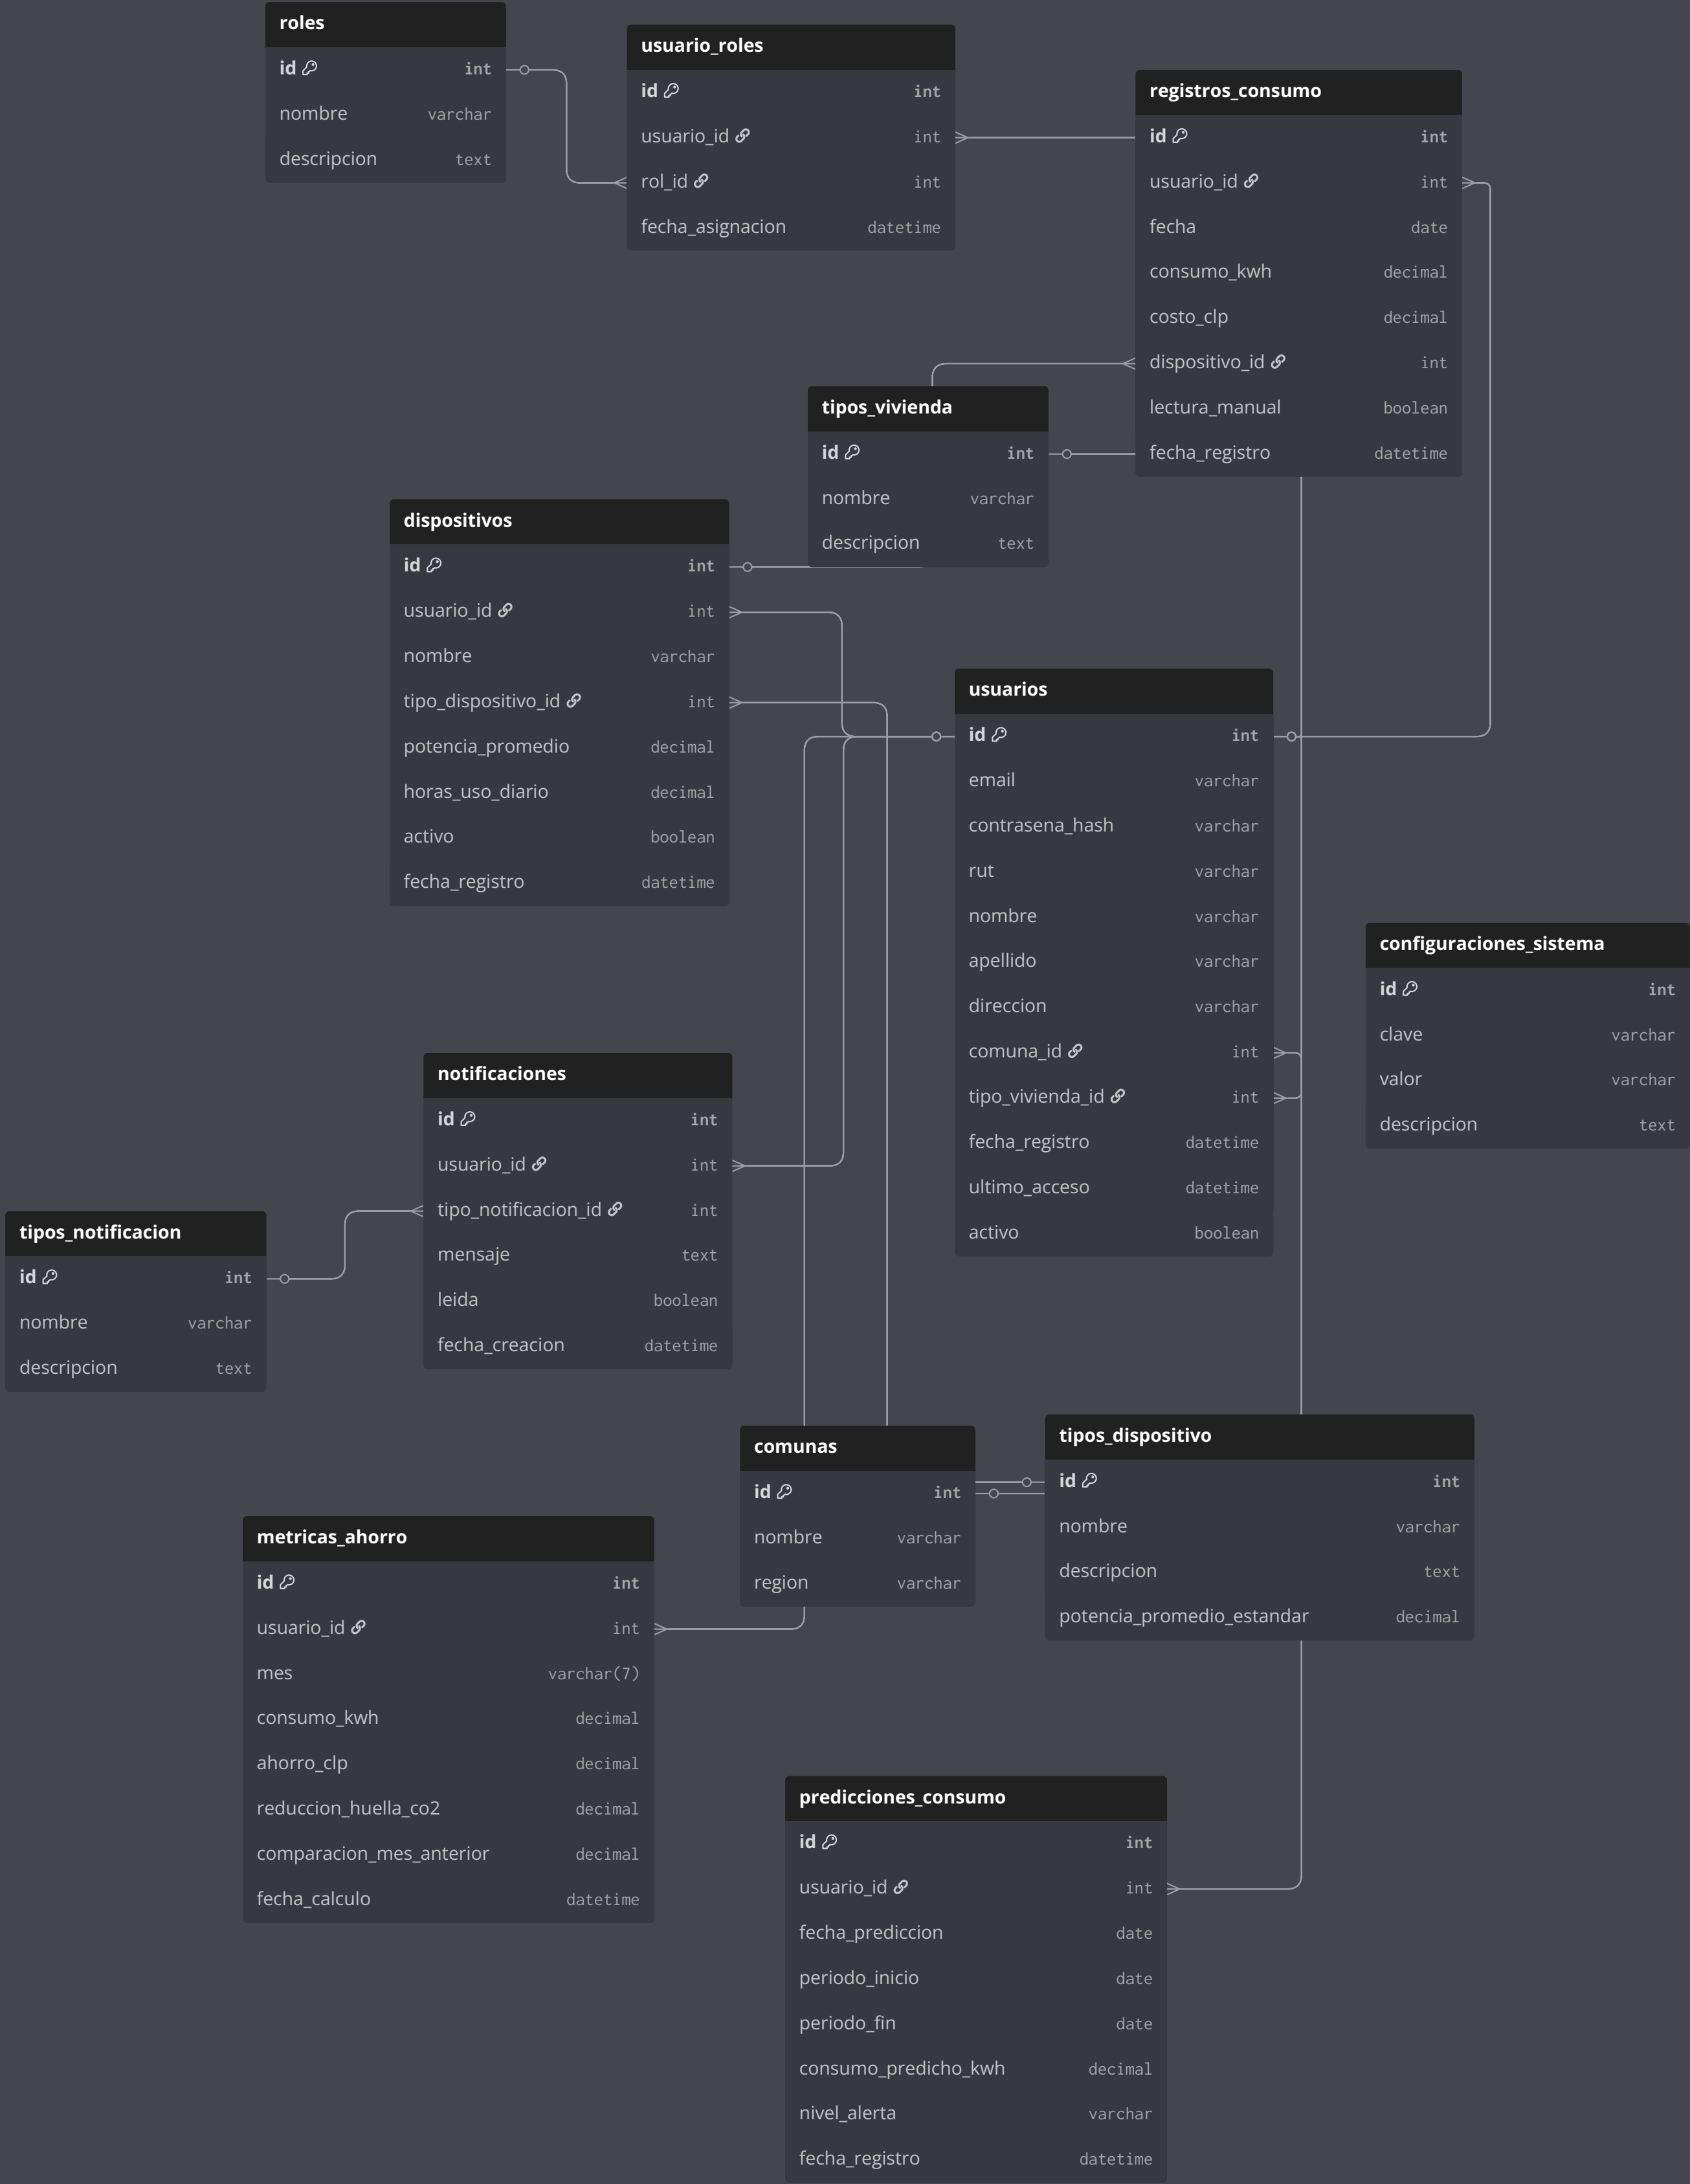 roles
id int
nombre varchar
descripcion text
usuario_roles
id int
usuario_id int
rol_id int
fecha_asignacion datetime
registros_consumo
id int
usuario_id int
fecha date
consumo_kwh decimal
costo_clp decimal
dispositivo_id int
lectura_manual boolean
fecha_registro datetime
tipos_vivienda
id int
nombre varchar
descripcion text
dispositivos
id int
usuario_id int
nombre varchar
tipo_dispositivo_id int
potencia_promedio decimal
horas_uso_diario decimal
activo boolean
fecha_registro datetime
usuarios
id int
email varchar
contrasena_hash varchar
rut varchar
nombre varchar
apellido varchar
direccion varchar
comuna_id int
tipo_vivienda_id int
fecha_registro datetime
ultimo_acceso datetime
activo boolean
configuraciones_sistema
id int
clave varchar
valor varchar
descripcion text
notificaciones
id int
usuario_id int
tipo_notificacion_id int
mensaje text
leida boolean
fecha_creacion datetime
tipos_notificacion
id int
nombre varchar
descripcion text
comunas
id int
nombre varchar
region varchar
tipos_dispositivo
id int
nombre varchar
descripcion text
potencia_promedio_estandar decimal
metricas_ahorro
id int
usuario_id int
mes varchar(7)
consumo_kwh decimal
ahorro_clp decimal
reduccion_huella_co2 decimal
comparacion_mes_anterior decimal
fecha_calculo datetime
predicciones_consumo
id int
usuario_id int
fecha_prediccion date
periodo_inicio date
periodo_fin date
consumo_predicho_kwh decimal
nivel_alerta varchar
fecha_registro datetime